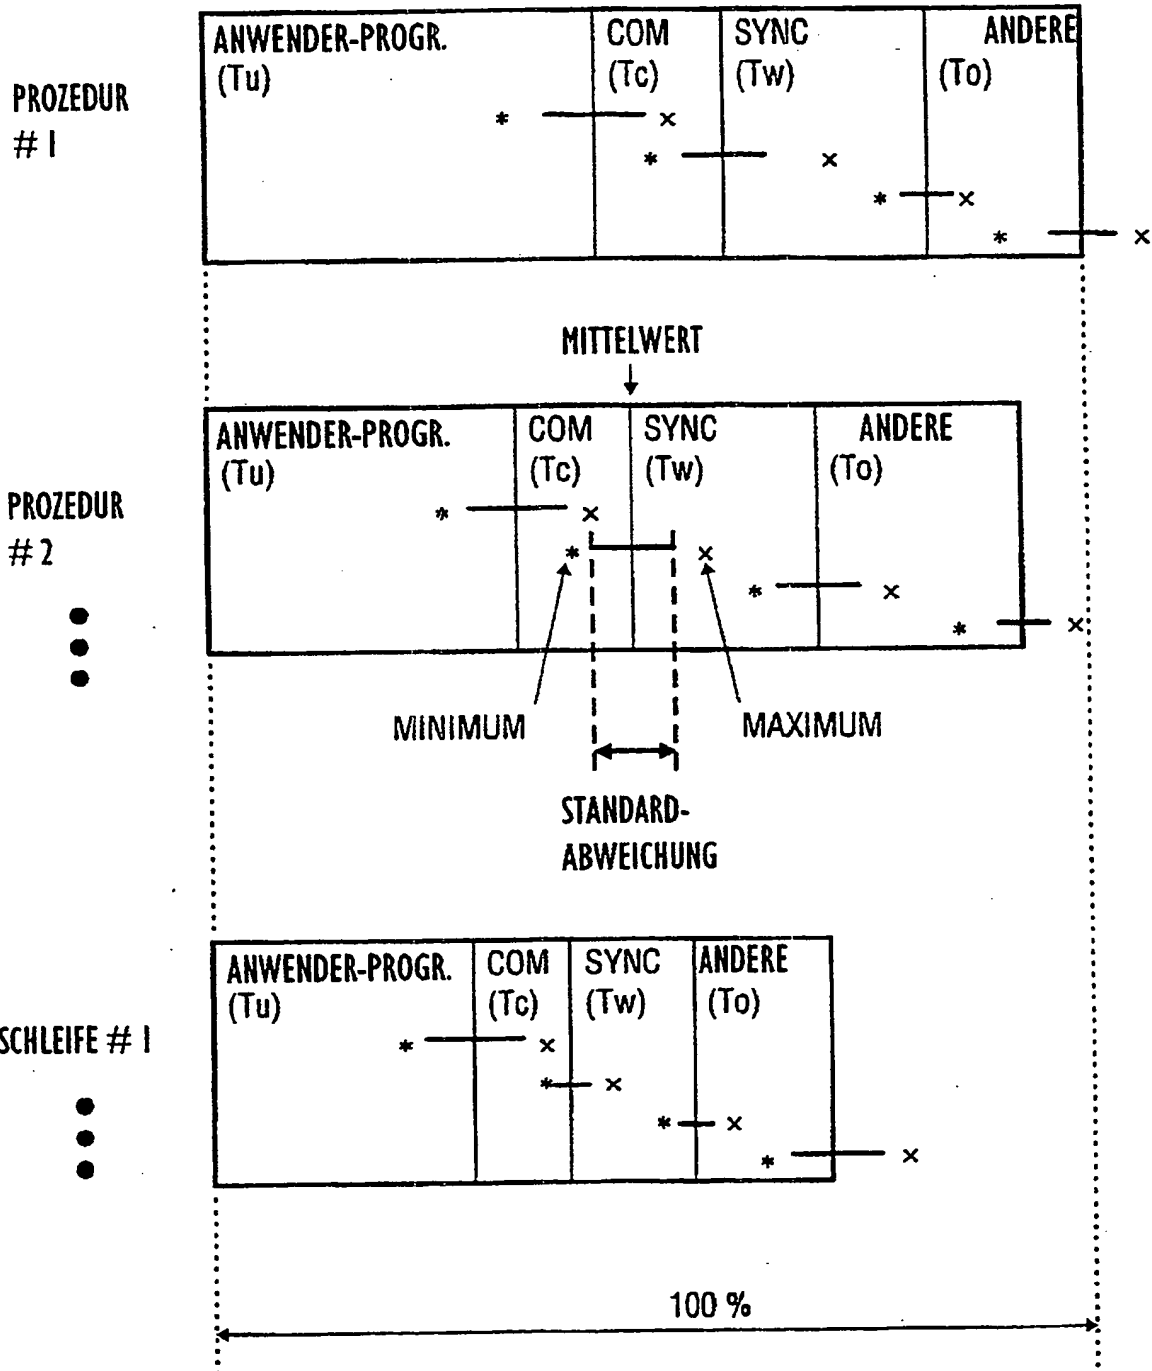 ANWENDER-PROGR.
(Tu)
COM
(Tc)
SYNC
(Tw)
ANDERE
(To)
PROZEDUR
# 1
* x
* x
* x
* x
MITTELWERT
ANWENDER-PROGR.
(Tu)
COM
(Tc)
SYNC
(Tw)
ANDERE
(To)
PROZEDUR
# 2
* x
* x
* x
* x
MINIMUM
MAXIMUM
STANDARD-
ABWEICHUNG
ANWENDER-PROGR.
(Tu)
COM
(Tc)
SYNC
(Tw)
ANDERE
(To)
SCHLEIFE # 1
* x
* x
* x
* x
100 %